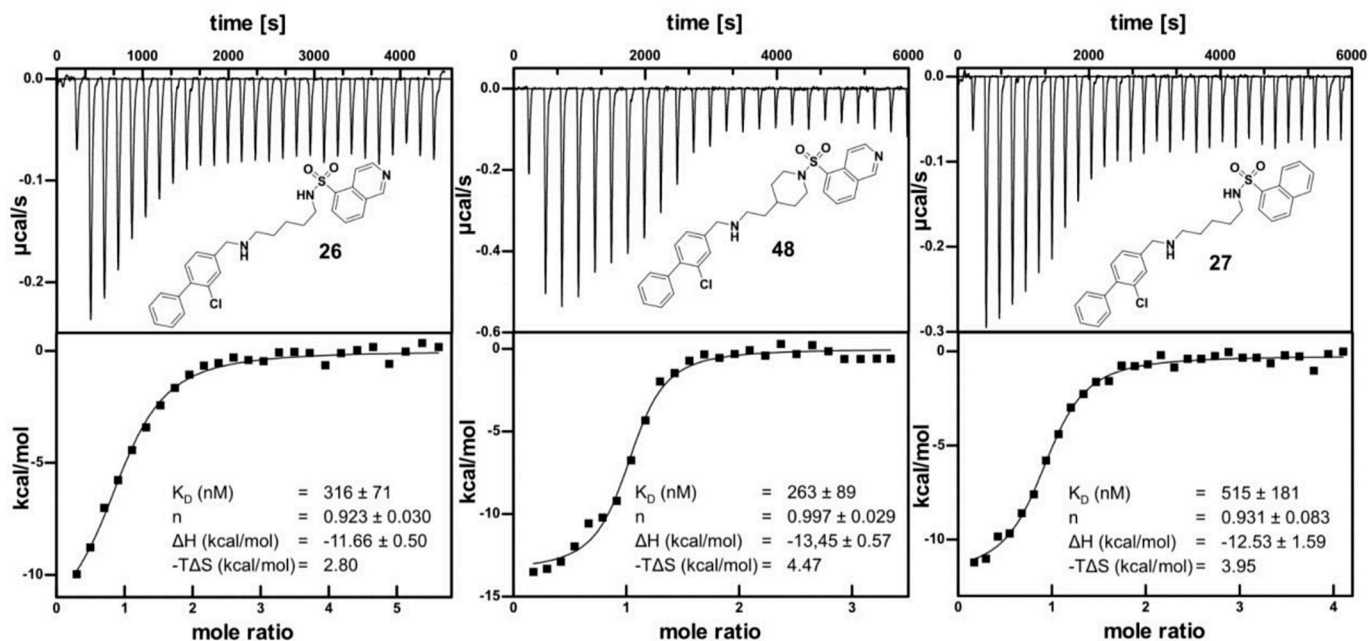 time [s]
0 1000 2000 3000 4000
0.0
-0.1
-0.2
µcal/s
O O
S
HN
N
N
H
Cl
26
0
-5
-10
kcal/mol
K_D (nM) = 316 ± 71
n = 0.923 ± 0.030
ΔH (kcal/mol) = -11.66 ± 0.50
-TΔS (kcal/mol) = 2.80
0 1 2 3 4 5
mole ratio
time [s]
0 2000 4000 6000
0.0
-0.2
-0.4
-0.6
µcal/s
O O
S
N
N
N
H
Cl
48
0
-5
-10
-15
kcal/mol
K_D (nM) = 263 ± 89
n = 0.997 ± 0.029
ΔH (kcal/mol) = -13,45 ± 0.57
-TΔS (kcal/mol) = 4.47
0 1 2 3
mole ratio
time [s]
0 2000 4000 6000
0.0
-0.1
-0.2
-0.3
µcal/s
O O
S
HN
N
H
Cl
27
0
-5
-10
kcal/mol
K_D (nM) = 515 ± 181
n = 0.931 ± 0.083
ΔH (kcal/mol) = -12.53 ± 1.59
-TΔS (kcal/mol) = 3.95
0 1 2 3 4
mole ratio